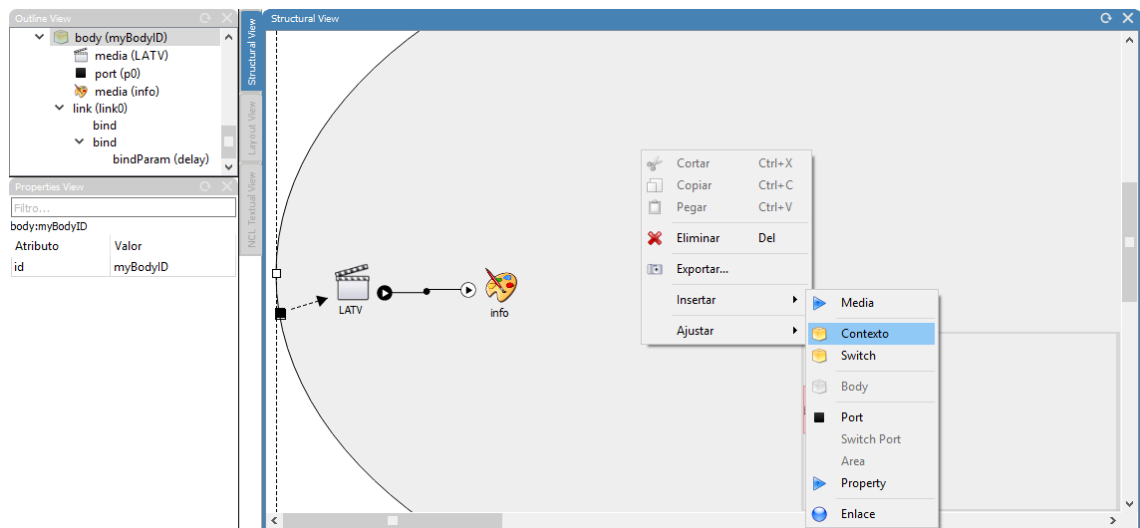 Outline View
body (myBodyID)
media (LATV)
port (p0)
media (info)
link (link0)
bind
bind
bindParam (delay)
Properties View
Filtro...
body:myBodyID
Atributo Valor
id myBodyID
Structural View
Layout View
NCL Textual View
Structural View
LATV
info
Cortar Ctrl+X
Copiar Ctrl+C
Pegar Ctrl+V
Eliminar Del
Exportar...
Insertar
Ajustar
Media
Contexto
Switch
Body
Port
Switch Port
Area
Property
Enlace